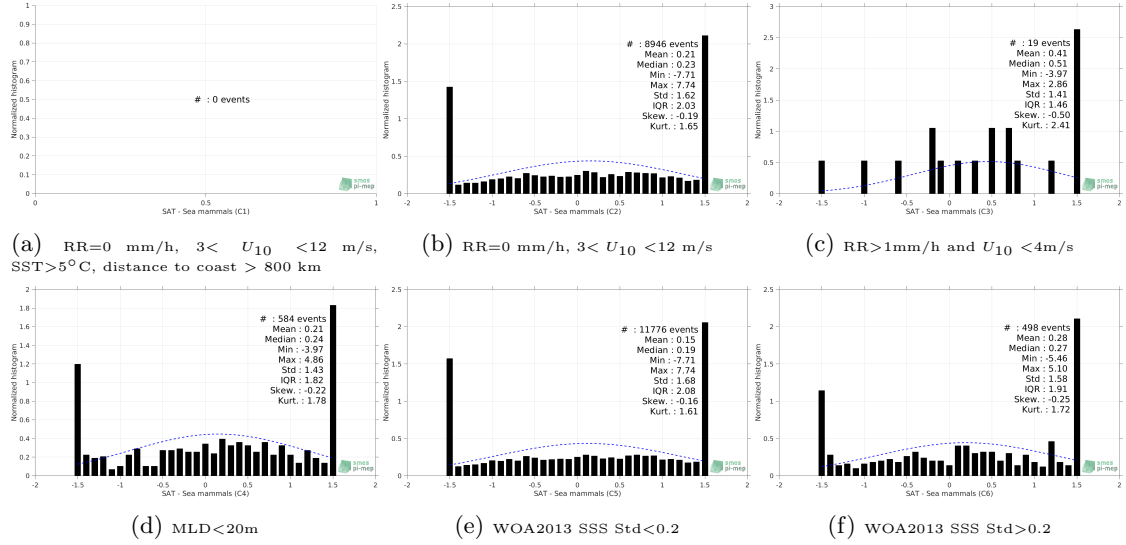 1
0.9
0.8
0.7
0.6
0.5
0.4
0.3
0.2
0.1
0
Normalized histogram
# : 0 events
smos
pi-mep
0 0.5 1
SAT - Sea mammals (C1)
(a) RR=0 mm/h, 3< U10 <12 m/s,
SST>5°C, distance to coast > 800 km
2.5
2
1.5
1
0.5
0
Normalized histogram
# : 8946 events
Mean : 0.21
Median : 0.23
Min : -7.71
Max : 7.74
Std : 1.62
IQR : 2.03
Skew. : -0.19
Kurt. : 1.65
smos
pi-mep
-2 -1.5 -1 -0.5 0 0.5 1 1.5 2
SAT - Sea mammals (C2)
(b) RR=0 mm/h, 3< U10 <12 m/s
3
2.5
2
1.5
1
0.5
0
Normalized histogram
# : 19 events
Mean : 0.41
Median : 0.51
Min : -3.97
Max : 2.86
Std : 1.41
IQR : 1.46
Skew. : -0.50
Kurt. : 2.41
smos
pi-mep
-2 -1.5 -1 -0.5 0 0.5 1 1.5 2
SAT - Sea mammals (C3)
(c) RR>1mm/h and U10 <4m/s
2
1.8
1.6
1.4
1.2
1
0.8
0.6
0.4
0.2
0
Normalized histogram
# : 584 events
Mean : 0.21
Median : 0.24
Min : -3.97
Max : 4.86
Std : 1.43
IQR : 1.82
Skew. : -0.22
Kurt. : 1.78
smos
pi-mep
-2 -1.5 -1 -0.5 0 0.5 1 1.5 2
SAT - Sea mammals (C4)
(d) MLD<20m
2.5
2
1.5
1
0.5
0
Normalized histogram
# : 11776 events
Mean : 0.15
Median : 0.19
Min : -7.71
Max : 7.74
Std : 1.68
IQR : 2.08
Skew. : -0.16
Kurt. : 1.61
smos
pi-mep
-2 -1.5 -1 -0.5 0 0.5 1 1.5 2
SAT - Sea mammals (C5)
(e) WOA2013 SSS Std<0.2
2.5
2
1.5
1
0.5
0
Normalized histogram
# : 498 events
Mean : 0.28
Median : 0.27
Min : -5.46
Max : 5.10
Std : 1.58
IQR : 1.91
Skew. : -0.25
Kurt. : 1.72
smos
pi-mep
-2 -1.5 -1 -0.5 0 0.5 1 1.5 2
SAT - Sea mammals (C6)
(f) WOA2013 SSS Std>0.2